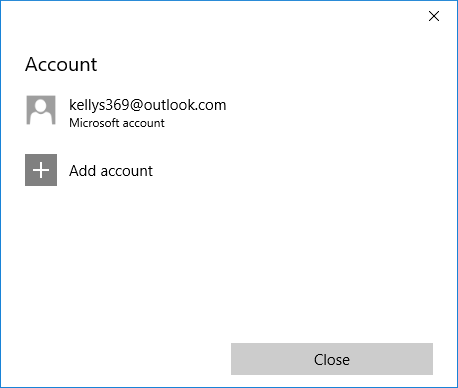 Account
kellys369@outlook.com
Microsoft account
Add account
Close